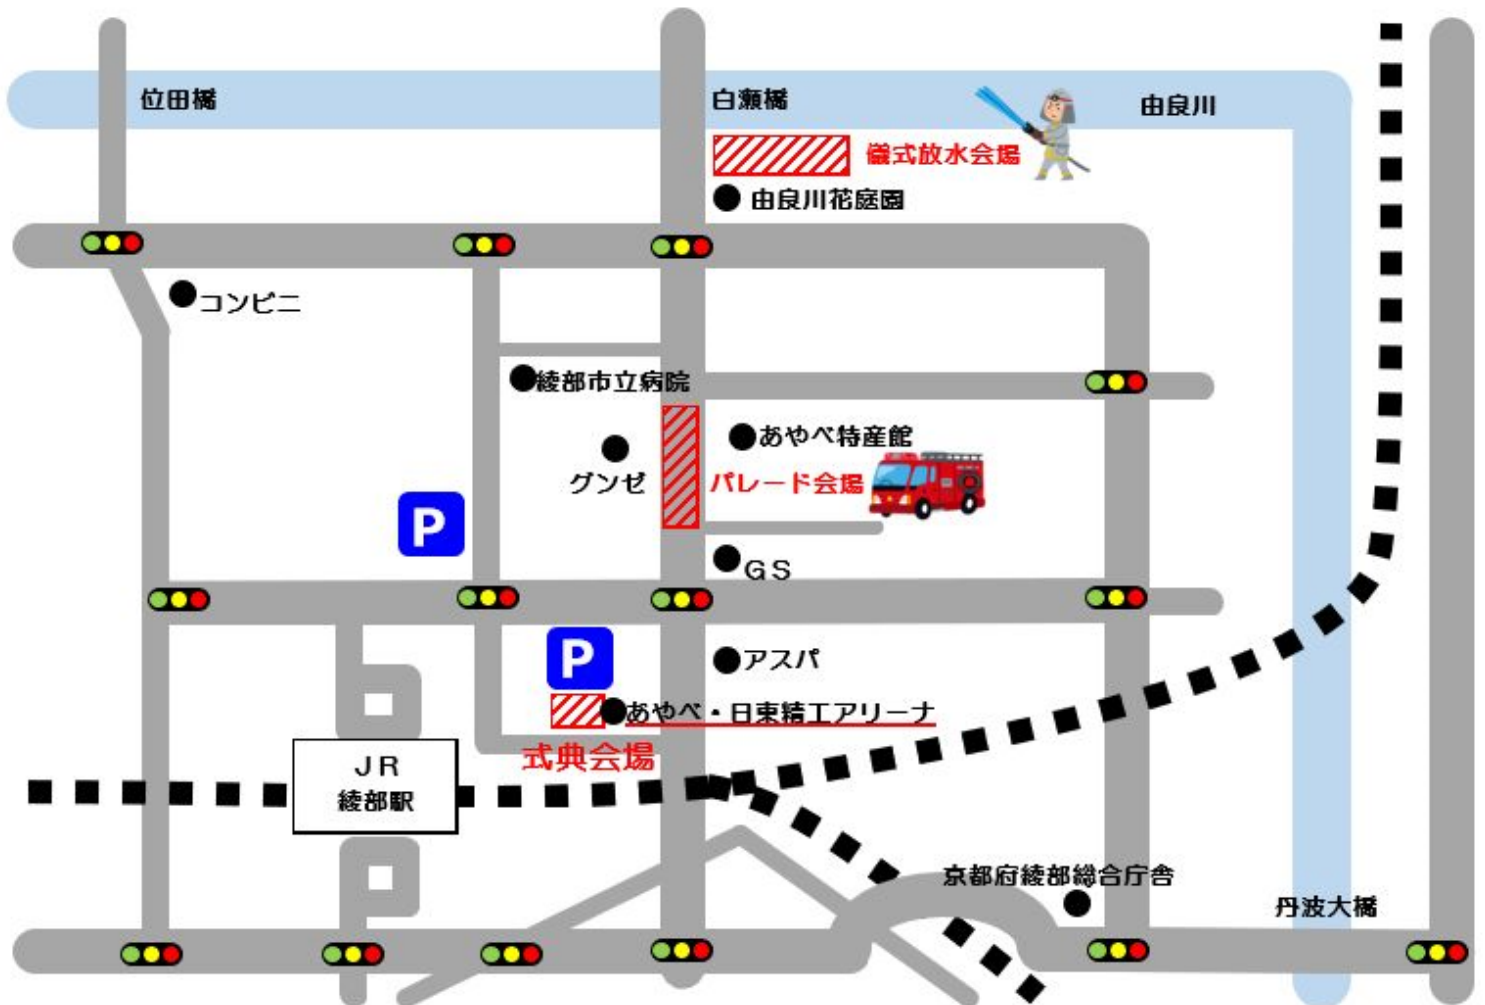 位田橋
白瀬橋
由良川
儀式放水会場
由良川花庭園
コンビニ
綾部市立病院
あやべ特産館
グンゼ
パレード会場
P
ＧＳ
P
アスパ
あやべ・日東精工アリーナ
式典会場
ＪＲ
綾部駅
京都府綾部総合庁舎
丹波大橋